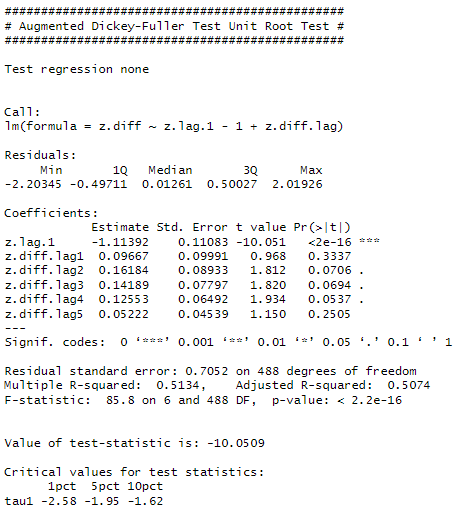 ###############################################
# Augmented Dickey-Fuller Test Unit Root Test #
###############################################
Test regression none
Call:
lm(formula = z.diff ~ z.lag.1 - 1 + z.diff.lag)
Residuals:
     Min       1Q   Median       3Q      Max
-2.20345 -0.49711  0.01261  0.50027  2.01926
Coefficients:
            Estimate Std. Error t value Pr(>|t|)
z.lag.1     -1.11392    0.11083 -10.051   <2e-16 ***
z.diff.lag1  0.09667    0.09991   0.968   0.3337
z.diff.lag2  0.16184    0.08933   1.812   0.0706 .
z.diff.lag3  0.14189    0.07797   1.820   0.0694 .
z.diff.lag4  0.12553    0.06492   1.934   0.0537 .
z.diff.lag5  0.05222    0.04539   1.150   0.2505
---
Signif. codes:  0 ‘***’ 0.001 ‘**’ 0.01 ‘*’ 0.05 ‘.’ 0.1 ‘ ’ 1
Residual standard error: 0.7052 on 488 degrees of freedom
Multiple R-squared:  0.5134,    Adjusted R-squared:  0.5074
F-statistic:  85.8 on 6 and 488 DF,  p-value: < 2.2e-16
Value of test-statistic is: -10.0509
Critical values for test statistics:
      1pct  5pct 10pct
tau1 -2.58 -1.95 -1.62